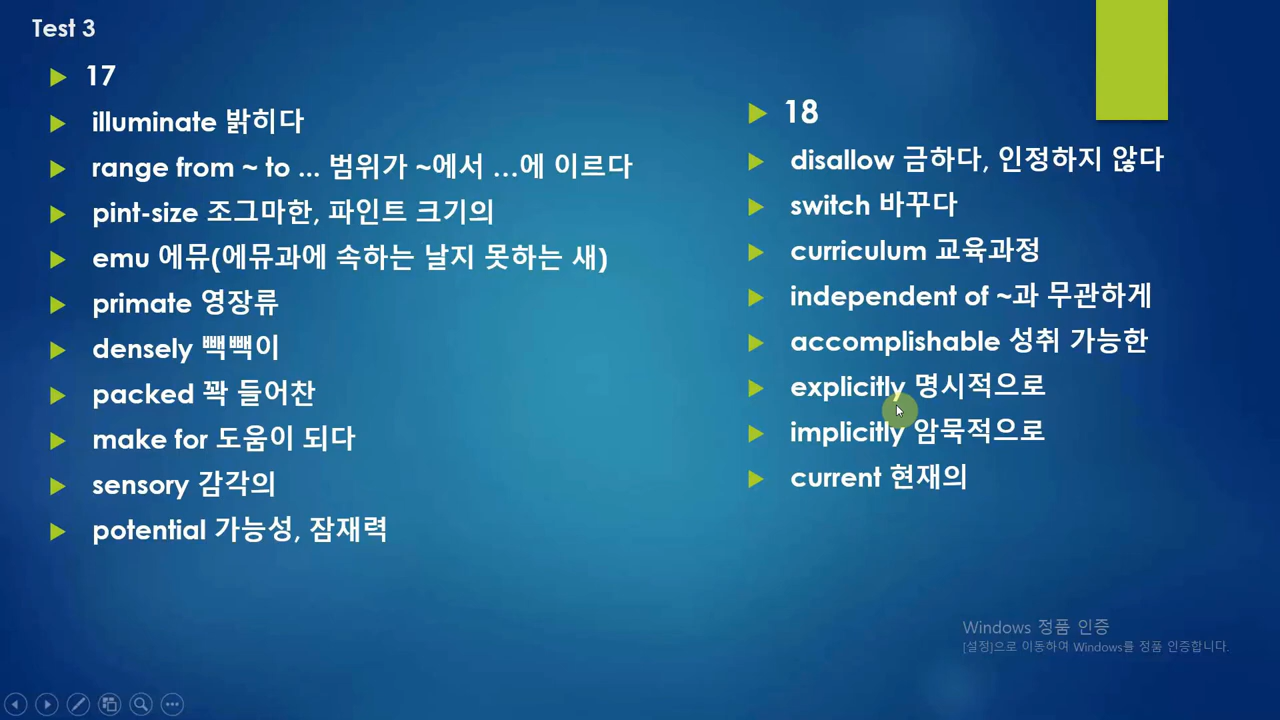 Test 3
17
illuminate 밝히다
range from ~ to ... 범위가 ~에서 ...에 이르다
pint-size 조그마한, 파인트 크기의
emu 에뮤(에뮤과에 속하는 날지 못하는 새)
primate 영장류
densely 빽빽이
packed 꽉 들어찬
make for 도움이 되다
sensory 감각의
potential 가능성, 잠재력
18
disallow 금하다, 인정하지 않다
switch 바꾸다
curriculum 교육과정
independent of ~과 무관하게
accomplishable 성취 가능한
explicitly 명시적으로
implicitly 암묵적으로
current 현재의
Windows 정품 인증
[설정]으로 이동하여 Windows를 정품 인증합니다.